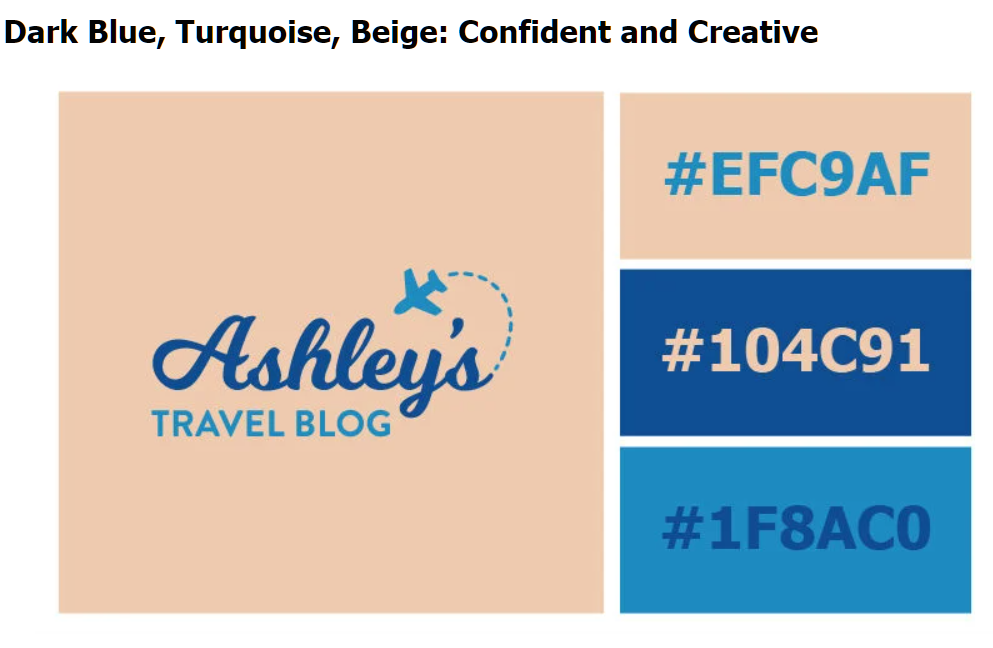 Dark Blue, Turquoise, Beige: Confident and Creative
Ashley's
TRAVEL BLOG
#EFC9AF
#104C91
#1F8AC0